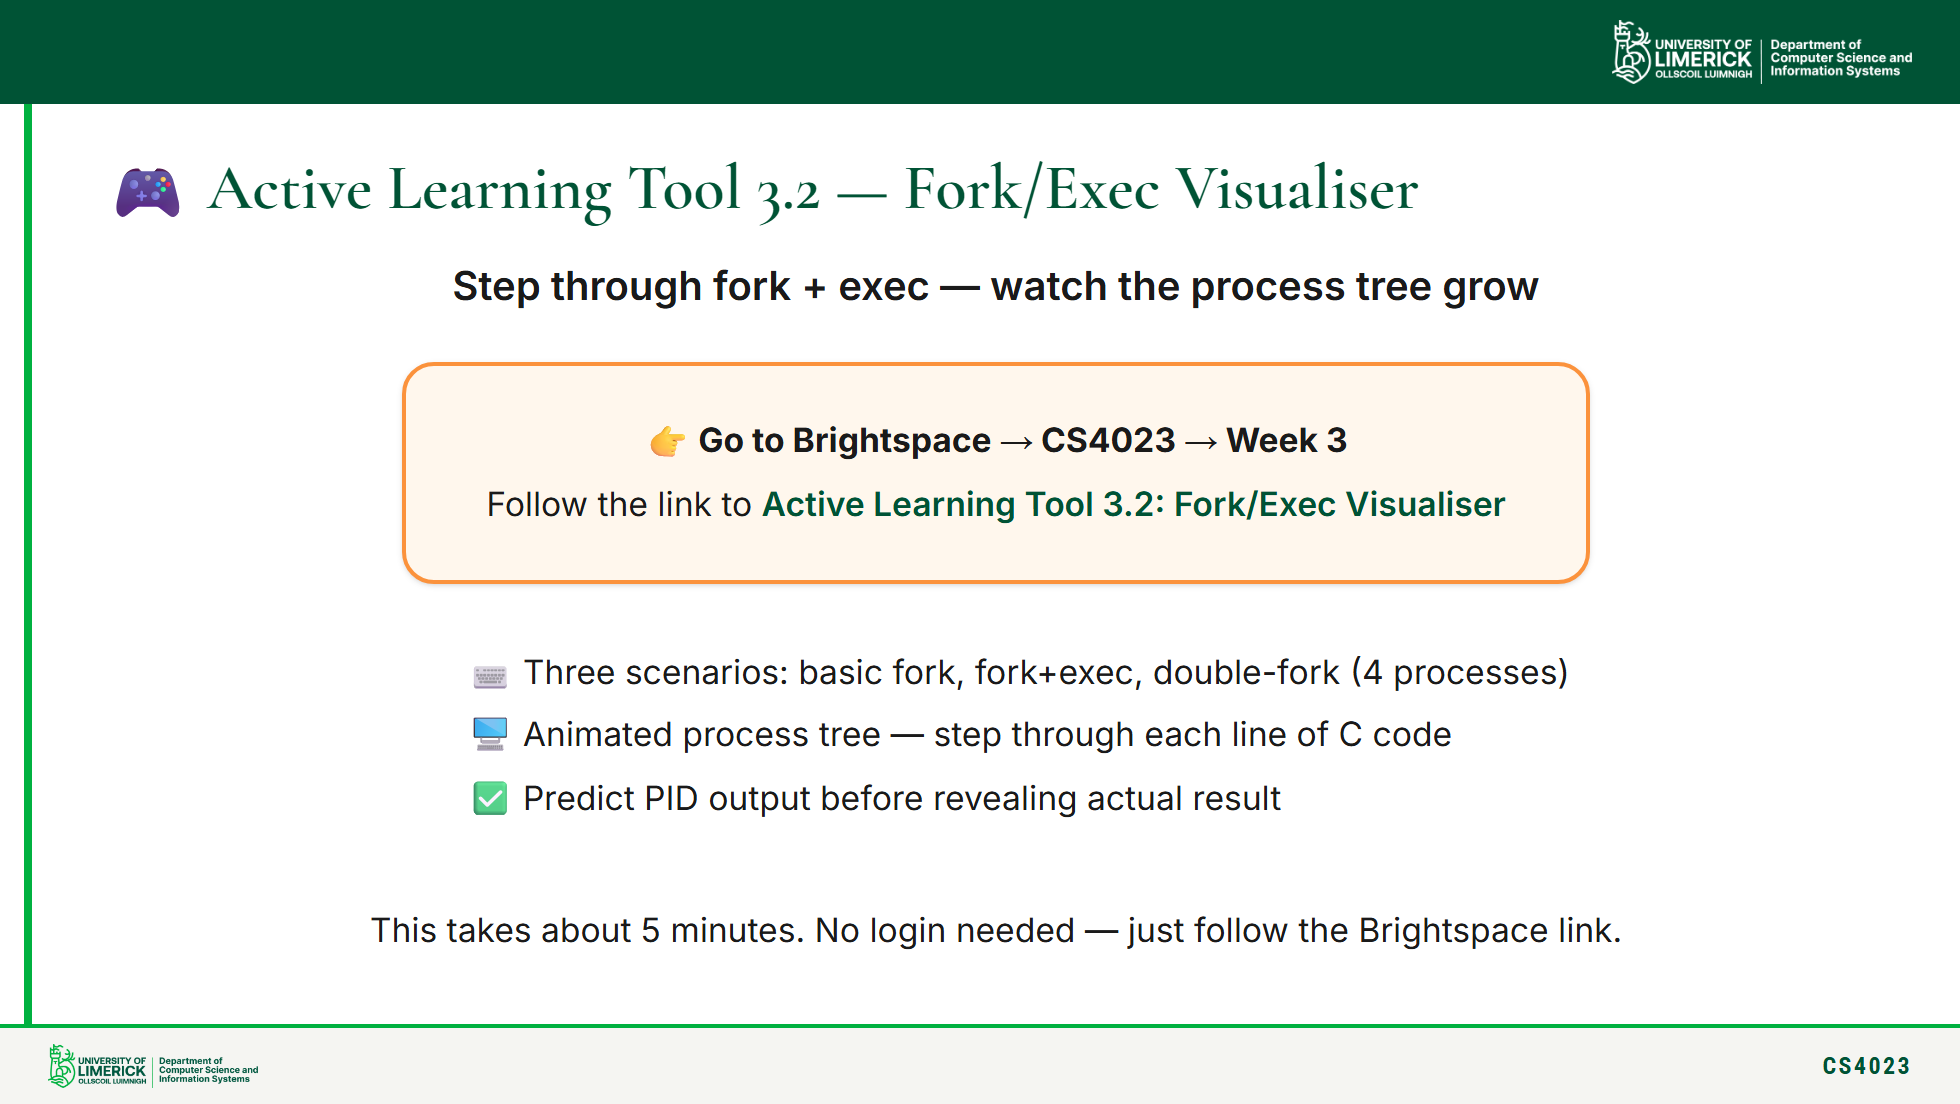 UNIVERSITY OF
LIMERICK
OLLSCOIL LUIMNIGH
Department of
Computer Science and
Information Systems
Active Learning Tool 3.2 — Fork/Exec Visualiser
Step through fork + exec — watch the process tree grow
👉 Go to Brightspace → CS4023 → Week 3
Follow the link to Active Learning Tool 3.2: Fork/Exec Visualiser
Three scenarios: basic fork, fork+exec, double-fork (4 processes)
Animated process tree — step through each line of C code
Predict PID output before revealing actual result
This takes about 5 minutes. No login needed — just follow the Brightspace link.
UNIVERSITY OF
LIMERICK
OLLSCOIL LUIMNIGH
Department of
Computer Science and
Information Systems
CS4023